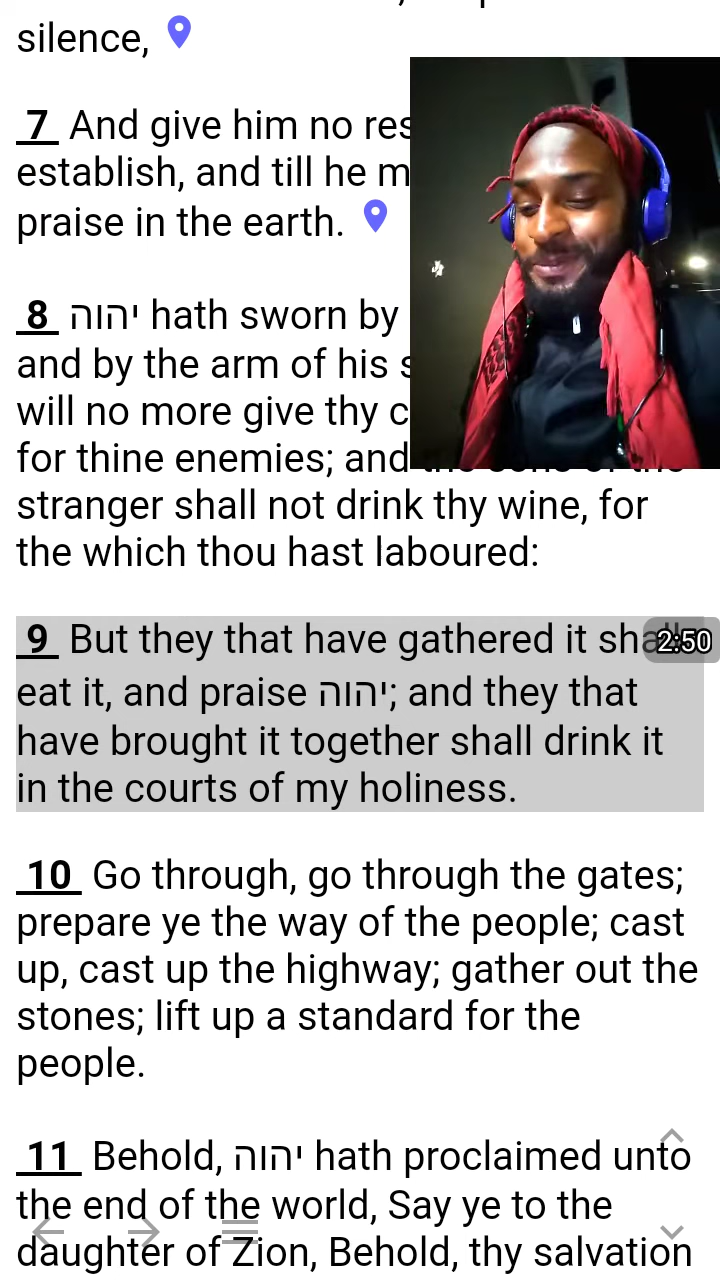 silence,
7 And give him no res
establish, and till he m
praise in the earth.
8 יהוה hath sworn by
and by the arm of his s
will no more give thy c
for thine enemies; and the sons of the
stranger shall not drink thy wine, for
the which thou hast laboured:
9 But they that have gathered it shall
2:50
eat it, and praise יהוה; and they that
have brought it together shall drink it
in the courts of my holiness.
10 Go through, go through the gates;
prepare ye the way of the people; cast
up, cast up the highway; gather out the
stones; lift up a standard for the
people.
11 Behold, יהוה hath proclaimed unto
the end of the world, Say ye to the
daughter of Zion, Behold, thy salvation